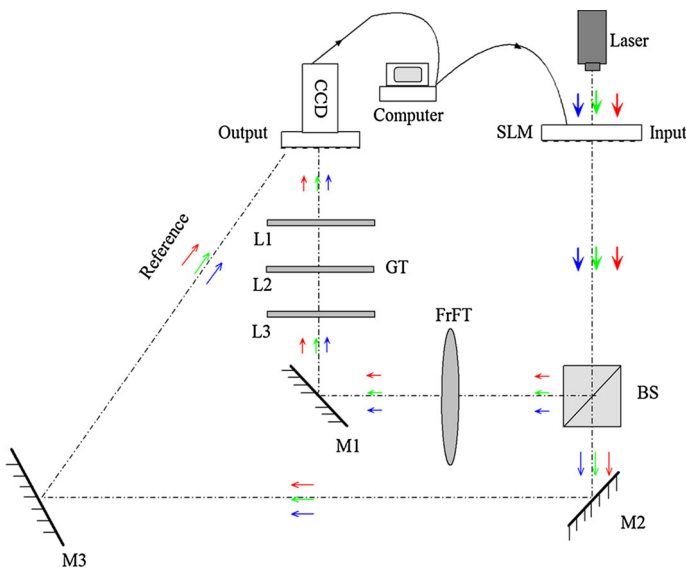 Laser
CCD
Computer
Output
SLM
Input
Reference
L1
L2
GT
L3
FrFT
BS
M1
M2
M3